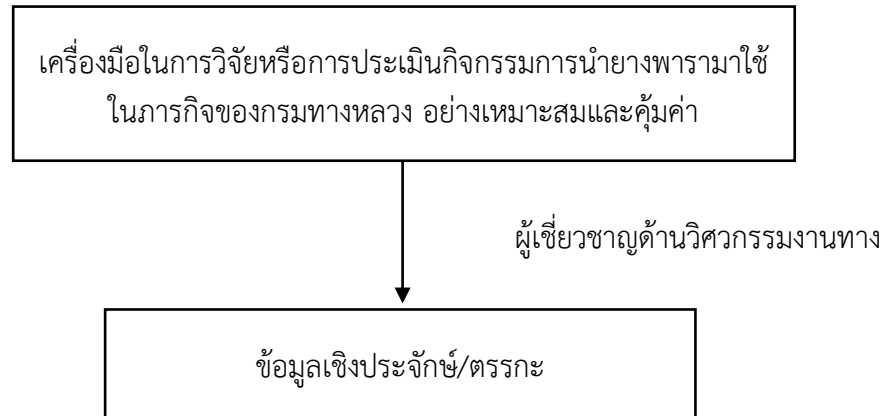 เครื่องมือในการวิจัยหรือการประเมินกิจกรรมการนำยางพารามาใช้
ในภารกิจของกรมทางหลวง อย่างเหมาะสมและคุ้มค่า
ผู้เชี่ยวชาญด้านวิศวกรรมงานทาง
ข้อมูลเชิงประจักษ์/ตรรกะ